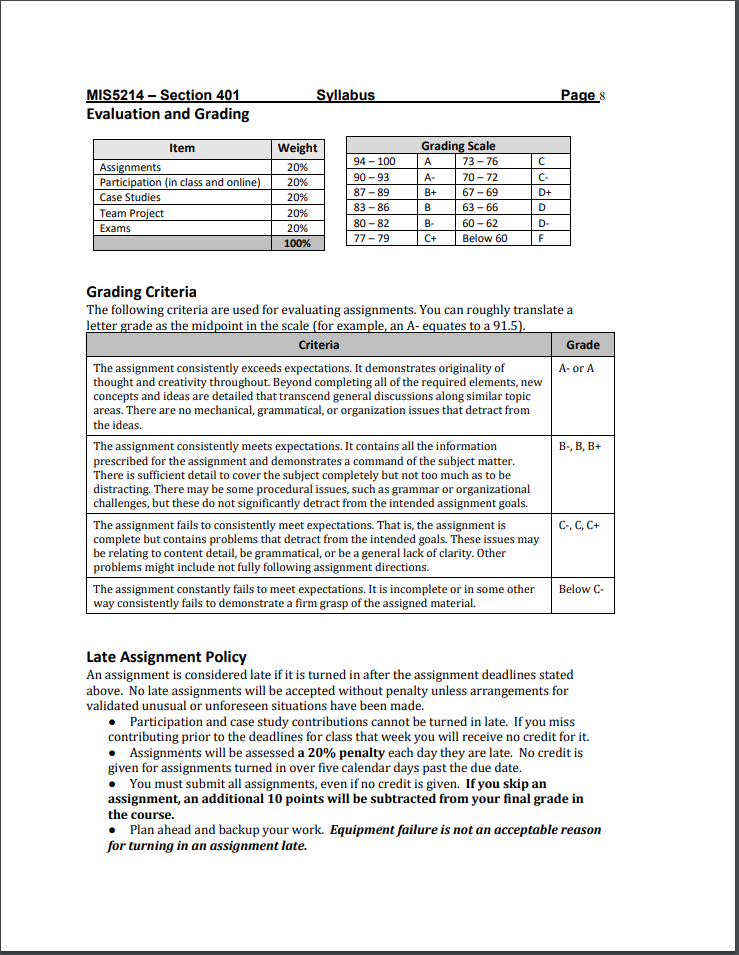 MIS5214 – Section 401 Syllabus Page 8
Evaluation and Grading
Item Weight
Assignments 20%
Participation (in class and online) 20%
Case Studies 20%
Team Project 20%
Exams 20%
100%
Grading Scale
94 – 100 A 73 – 76 C
90 – 93 A- 70 – 72 C-
87 – 89 B+ 67 – 69 D+
83 – 86 B 63 – 66 D
80 – 82 B- 60 – 62 D-
77 – 79 C+ Below 60 F
Grading Criteria
The following criteria are used for evaluating assignments. You can roughly translate a
letter grade as the midpoint in the scale (for example, an A- equates to a 91.5).
Criteria Grade
The assignment consistently exceeds expectations. It demonstrates originality of A- or A
thought and creativity throughout. Beyond completing all of the required elements, new
concepts and ideas are detailed that transcend general discussions along similar topic
areas. There are no mechanical, grammatical, or organization issues that detract from
the ideas.
The assignment consistently meets expectations. It contains all the information B-, B, B+
prescribed for the assignment and demonstrates a command of the subject matter.
There is sufficient detail to cover the subject completely but not too much as to be
distracting. There may be some procedural issues, such as grammar or organizational
challenges, but these do not significantly detract from the intended assignment goals.
The assignment fails to consistently meet expectations. That is, the assignment is C-, C, C+
complete but contains problems that detract from the intended goals. These issues may
be relating to content detail, be grammatical, or be a general lack of clarity. Other
problems might include not fully following assignment directions.
The assignment constantly fails to meet expectations. It is incomplete or in some other Below C-
way consistently fails to demonstrate a firm grasp of the assigned material.
Late Assignment Policy
An assignment is considered late if it is turned in after the assignment deadlines stated
above. No late assignments will be accepted without penalty unless arrangements for
validated unusual or unforeseen situations have been made.
● Participation and case study contributions cannot be turned in late. If you miss
contributing prior to the deadlines for class that week you will receive no credit for it.
● Assignments will be assessed a 20% penalty each day they are late. No credit is
given for assignments turned in over five calendar days past the due date.
● You must submit all assignments, even if no credit is given. If you skip an
assignment, an additional 10 points will be subtracted from your final grade in
the course.
● Plan ahead and backup your work. Equipment failure is not an acceptable reason
for turning in an assignment late.